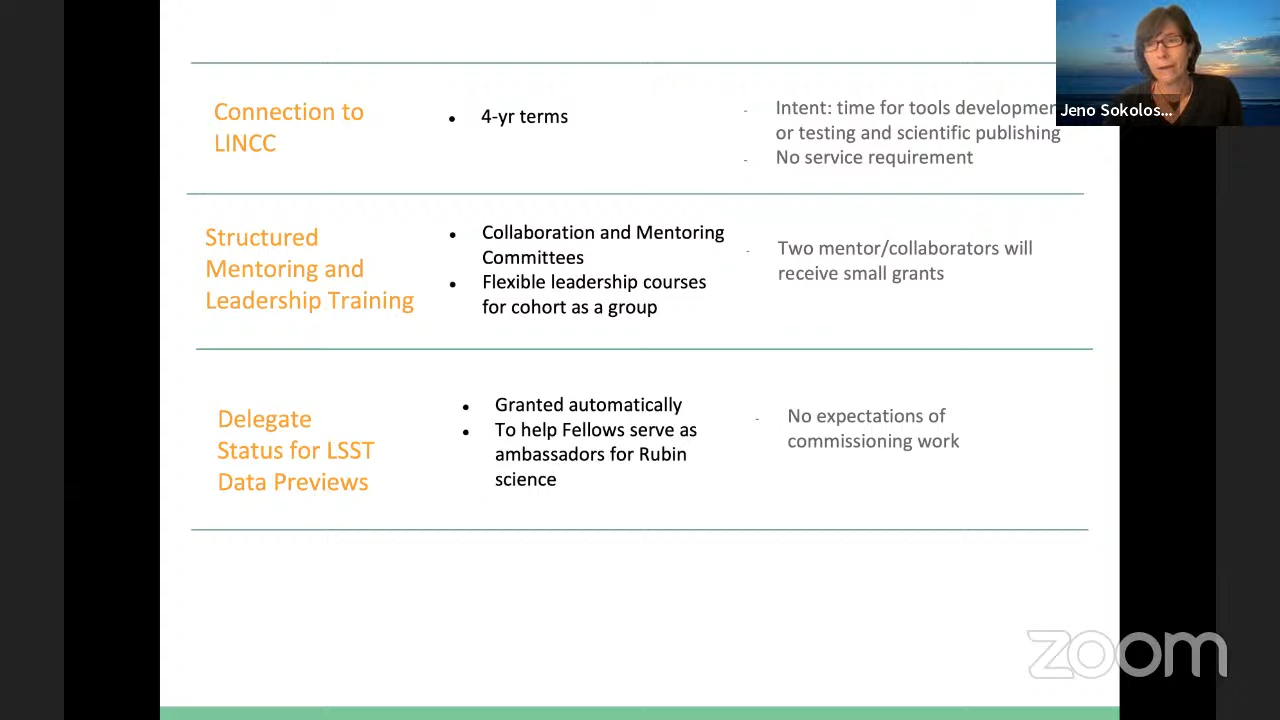 Connection to
LINCC
• 4-yr terms
- Intent: time for tools developmen
or testing and scientific publishing
- No service requirement
Jeno Sokolos...
Structured
Mentoring and
Leadership Training
• Collaboration and Mentoring
Committees
• Flexible leadership courses
for cohort as a group
- Two mentor/collaborators will
receive small grants
Delegate
Status for LSST
Data Previews
• Granted automatically
• To help Fellows serve as
ambassadors for Rubin
science
- No expectations of
commissioning work
zoom